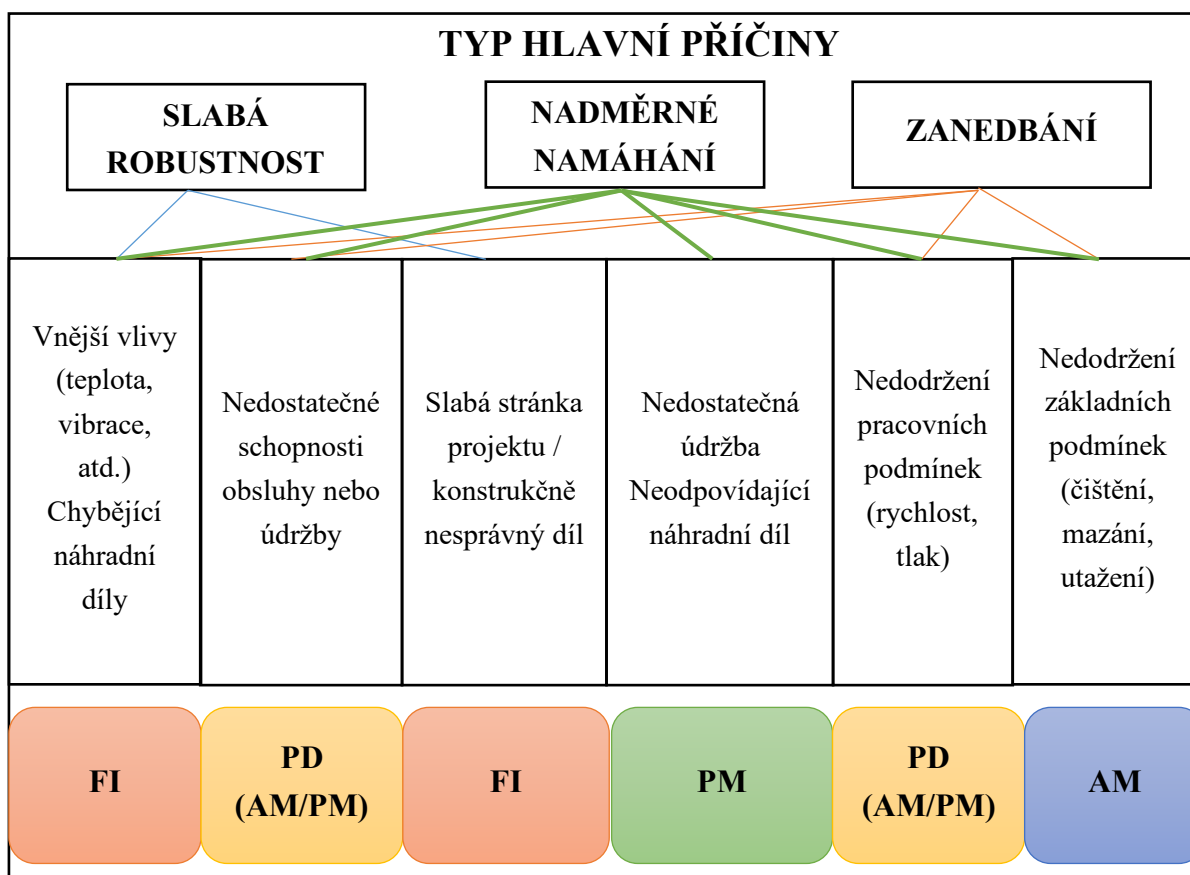 TYP HLAVNÍ PŘÍČINY
SLABÁ
ROBUSTNOST
NADMĚRNÉ
NAMÁHÁNÍ
ZANEDBÁNÍ
Vnější vlivy
(teplota,
vibrace,
atd.)
Chybějící
náhradní
díly
Nedostatečné
schopnosti
obsluhy nebo
údržby
Slabá stránka
projektu /
konstrukčně
nesprávný díl
Nedostatečná
údržba
Neodpovídající
náhradní díl
Nedodržení
pracovních
podmínek
(rychlost,
tlak)
Nedodržení
základních
podmínek
(čištění,
mazání,
utažení)
FI
PD
(AM/PM)
FI
PM
PD
(AM/PM)
AM